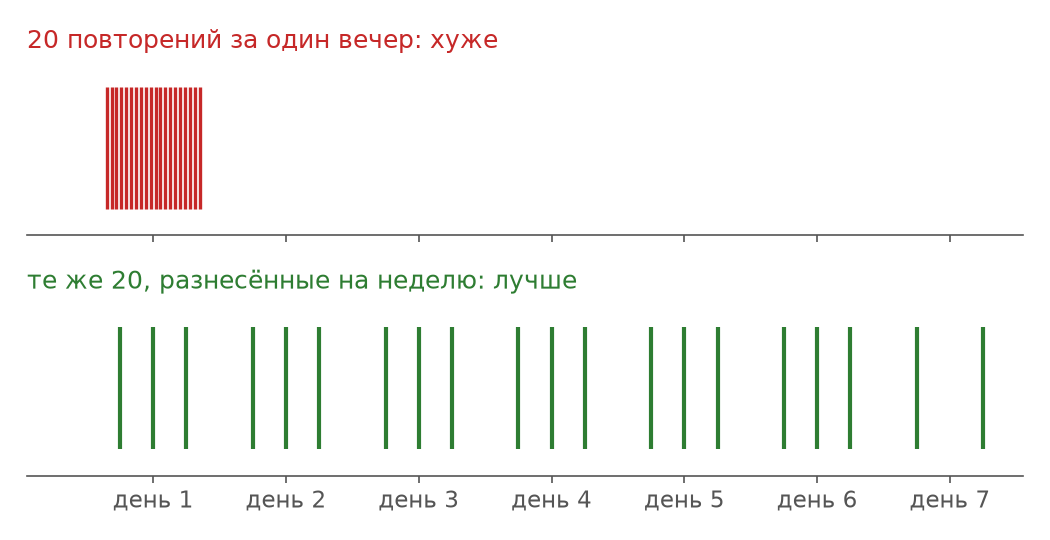 20 повторений за один вечер: хуже
те же 20, разнесённые на неделю: лучше
день 1 день 2 день 3 день 4 день 5 день 6 день 7